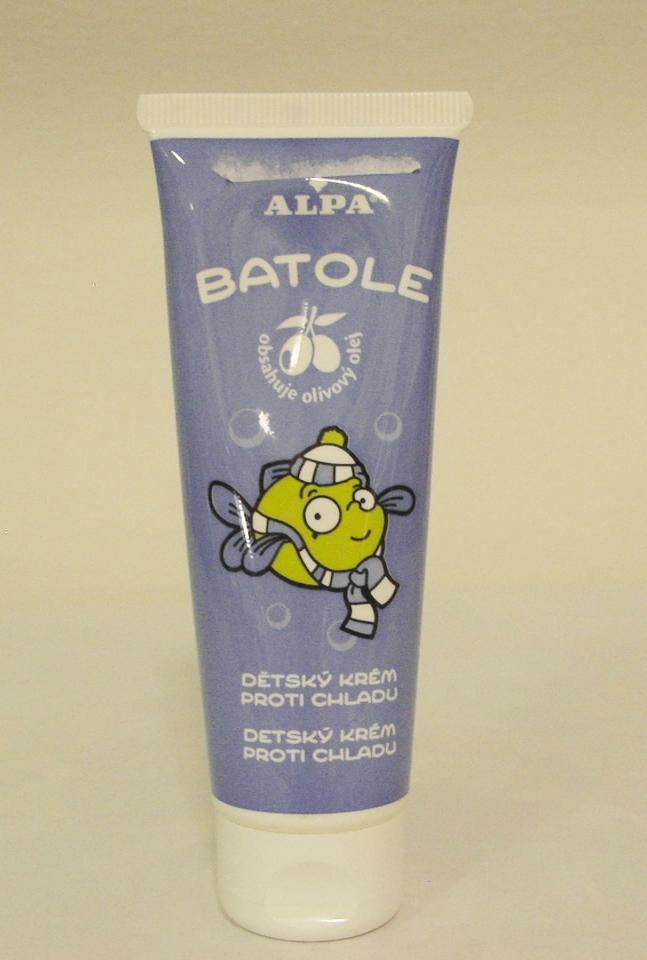 ALPA
BATOLE
obsahuje olivový olej
DĚTSKÝ KRÉM
PROTI CHLADU
DETSKÝ KRÉM
PROTI CHLADU